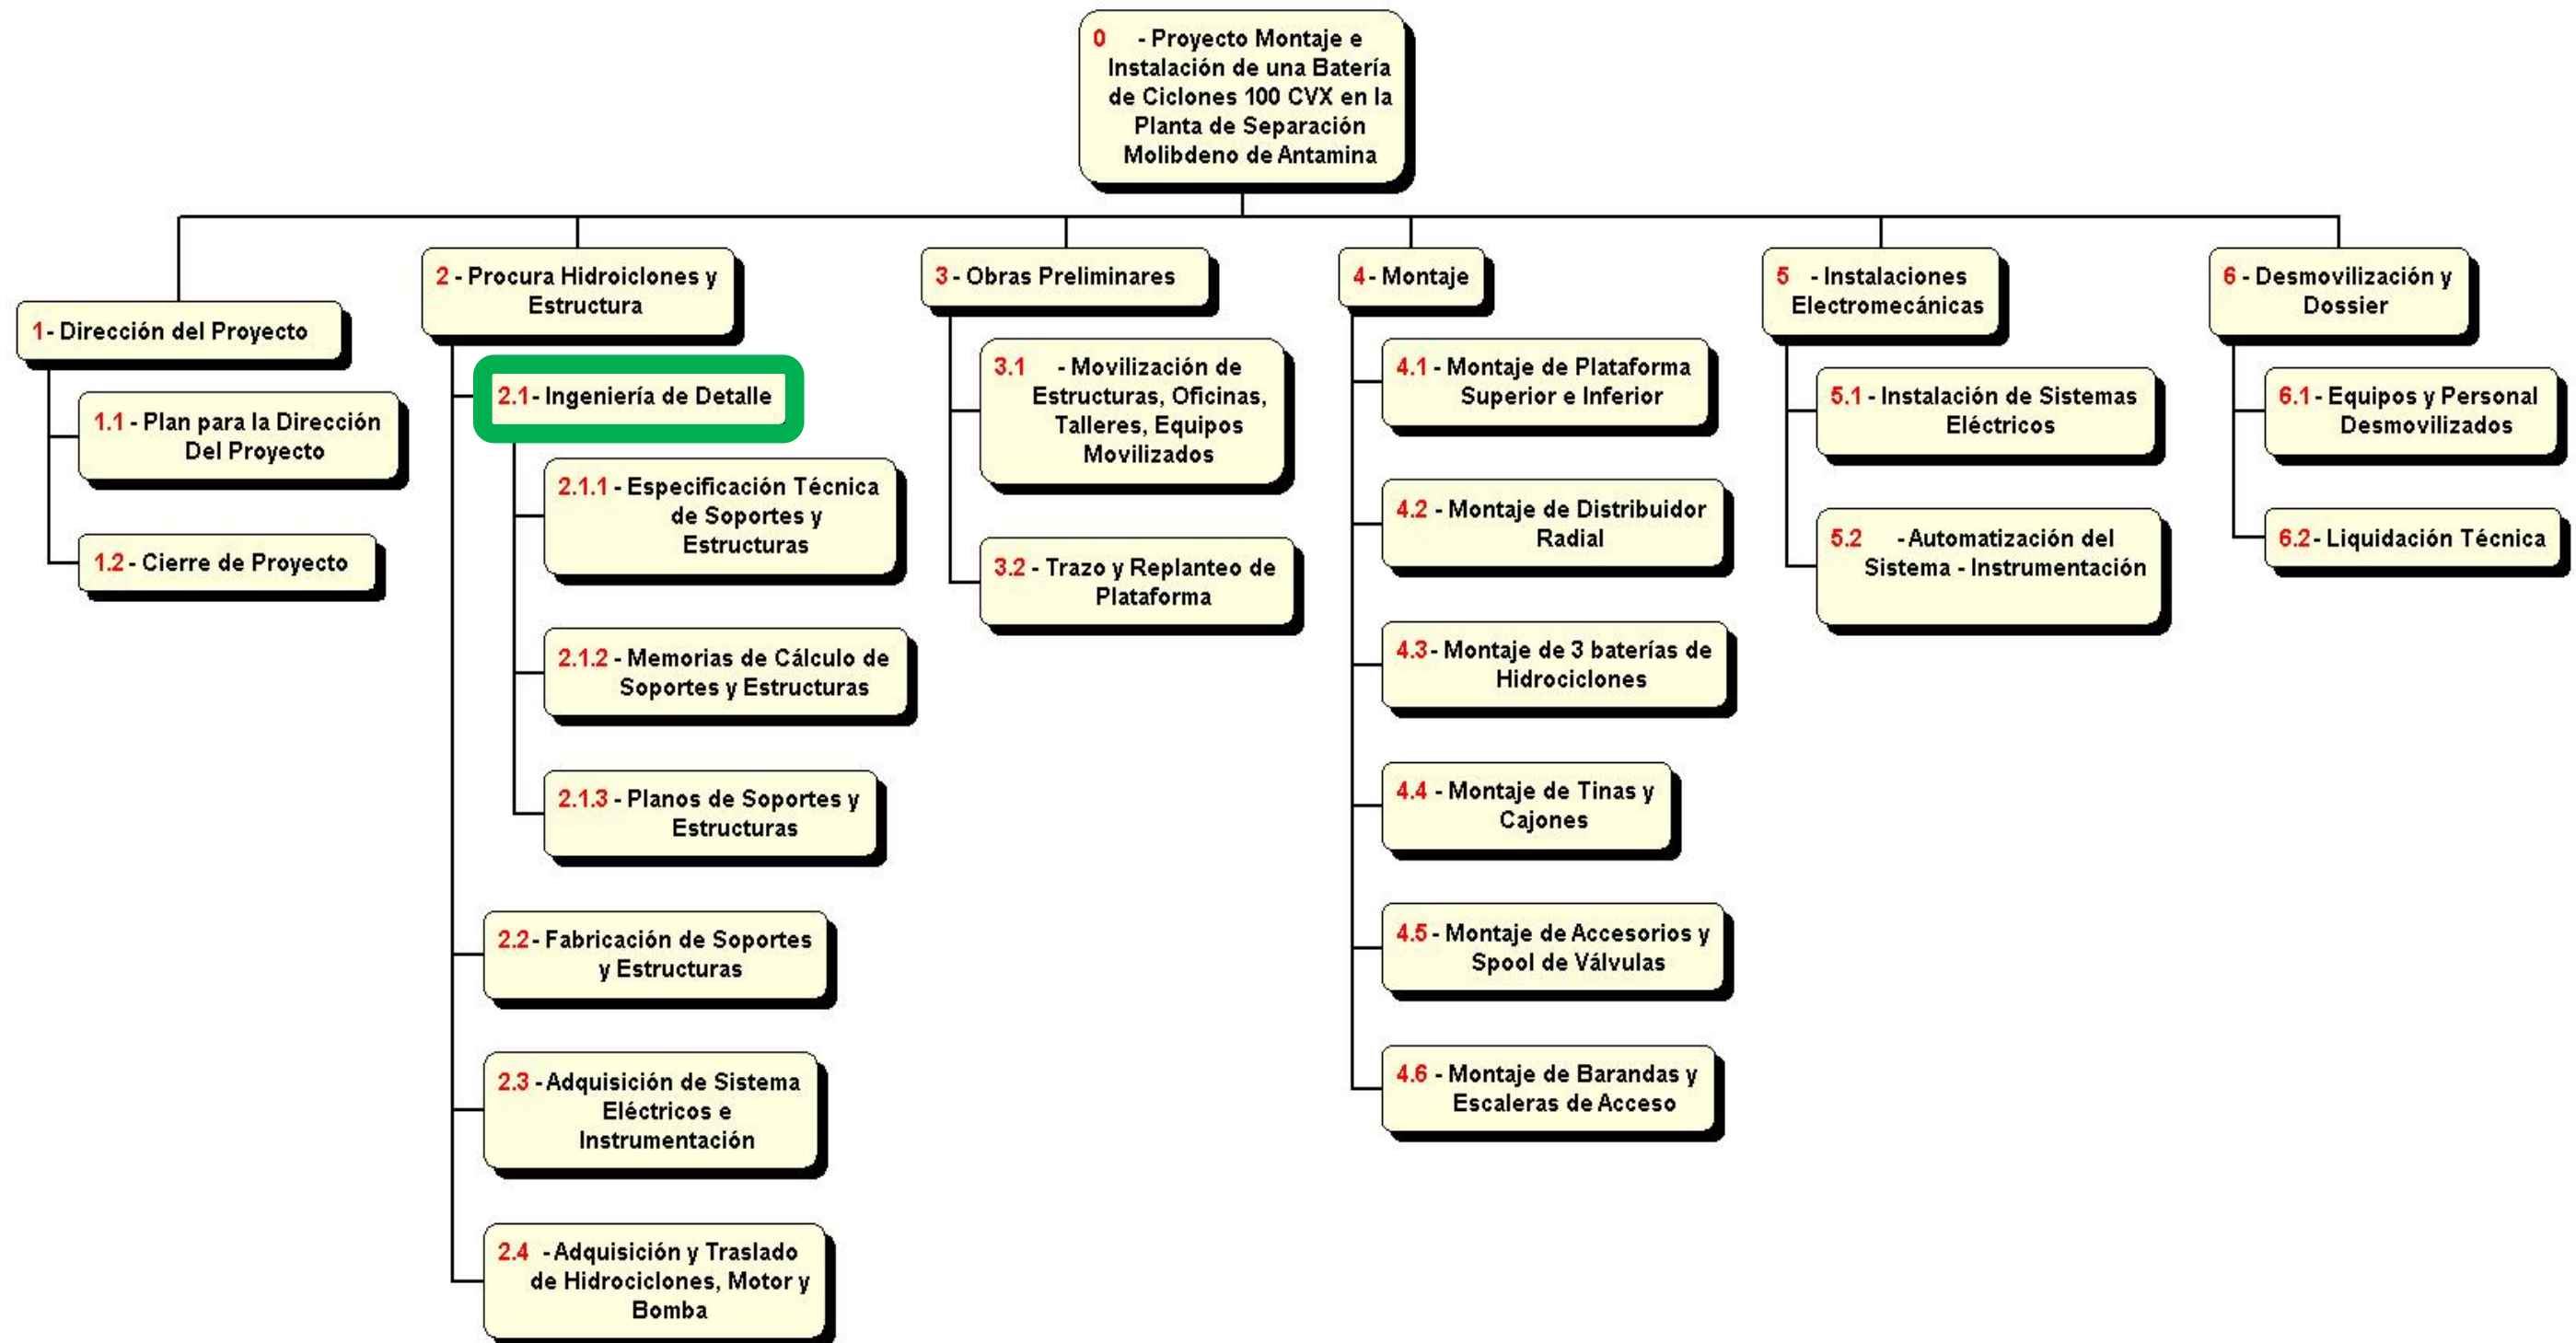 0 - Proyecto Montaje e
Instalación de una Batería
de Ciclones 100 CVX en la
Planta de Separación
Molibdeno de Antamina
1- Dirección del Proyecto
1.1 - Plan para la Dirección
Del Proyecto
1.2 - Cierre de Proyecto
2 - Procura Hidroiclones y
Estructura
2.1- Ingeniería de Detalle
2.1.1 - Especificación Técnica
de Soportes y
Estructuras
2.1.2 - Memorias de Cálculo de
Soportes y Estructuras
2.1.3 - Planos de Soportes y
Estructuras
2.2- Fabricación de Soportes
y Estructuras
2.3 - Adquisición de Sistema
Eléctricos e
Instrumentación
2.4 - Adquisición y Traslado
de Hidrociclones, Motor y
Bomba
3 - Obras Preliminares
3.1 - Movilización de
Estructuras, Oficinas,
Talleres, Equipos
Movilizados
3.2 - Trazo y Replanteo de
Plataforma
4- Montaje
4.1 - Montaje de Plataforma
Superior e Inferior
4.2 - Montaje de Distribuidor
Radial
4.3- Montaje de 3 baterías de
Hidrociclones
4.4 - Montaje de Tinas y
Cajones
4.5 - Montaje de Accesorios y
Spool de Válvulas
4.6 - Montaje de Barandas y
Escaleras de Acceso
5 - Instalaciones
Electromecánicas
5.1 - Instalación de Sistemas
Eléctricos
5.2 - Automatización del
Sistema - Instrumentación
6 - Desmovilización y
Dossier
6.1 - Equipos y Personal
Desmovilizados
6.2- Liquidación Técnica